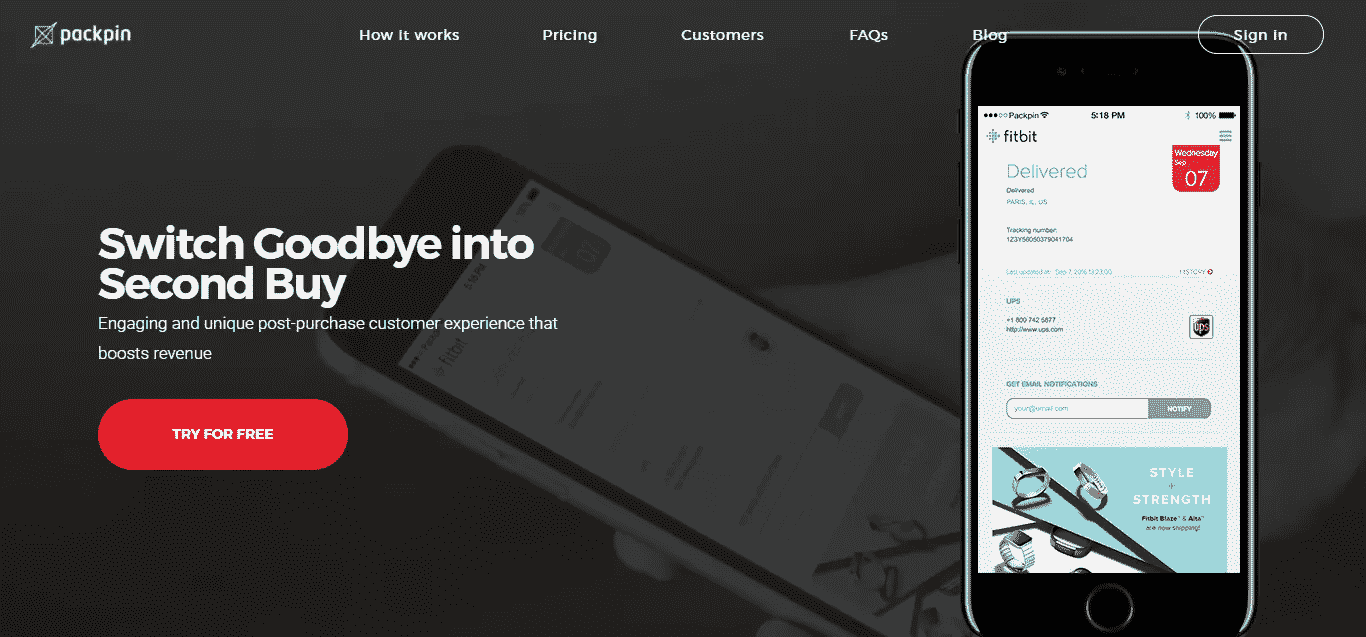 packpin
How it works
Pricing
Customers
FAQs
Blog
Sign in
Switch Goodbye into
Second Buy
Engaging and unique post-purchase customer experience that
boosts revenue
TRY FOR FREE
Packpin
5:18 PM
100%
fitbit
Wednesday
Sep
07
Delivered
Delivered
PARIS, IL, US
Tracking number:
Last updated at: Sep 7, 2016 13:23:00
HISTORY
UPS
+1 800 742 5877
http://www.ups.com
ups
GET EMAIL NOTIFICATIONS
your@email.com
NOTIFY
STYLE
+
STRENGTH
Fitbit Blaze™ & Alta™
are now shipping!
fitbit